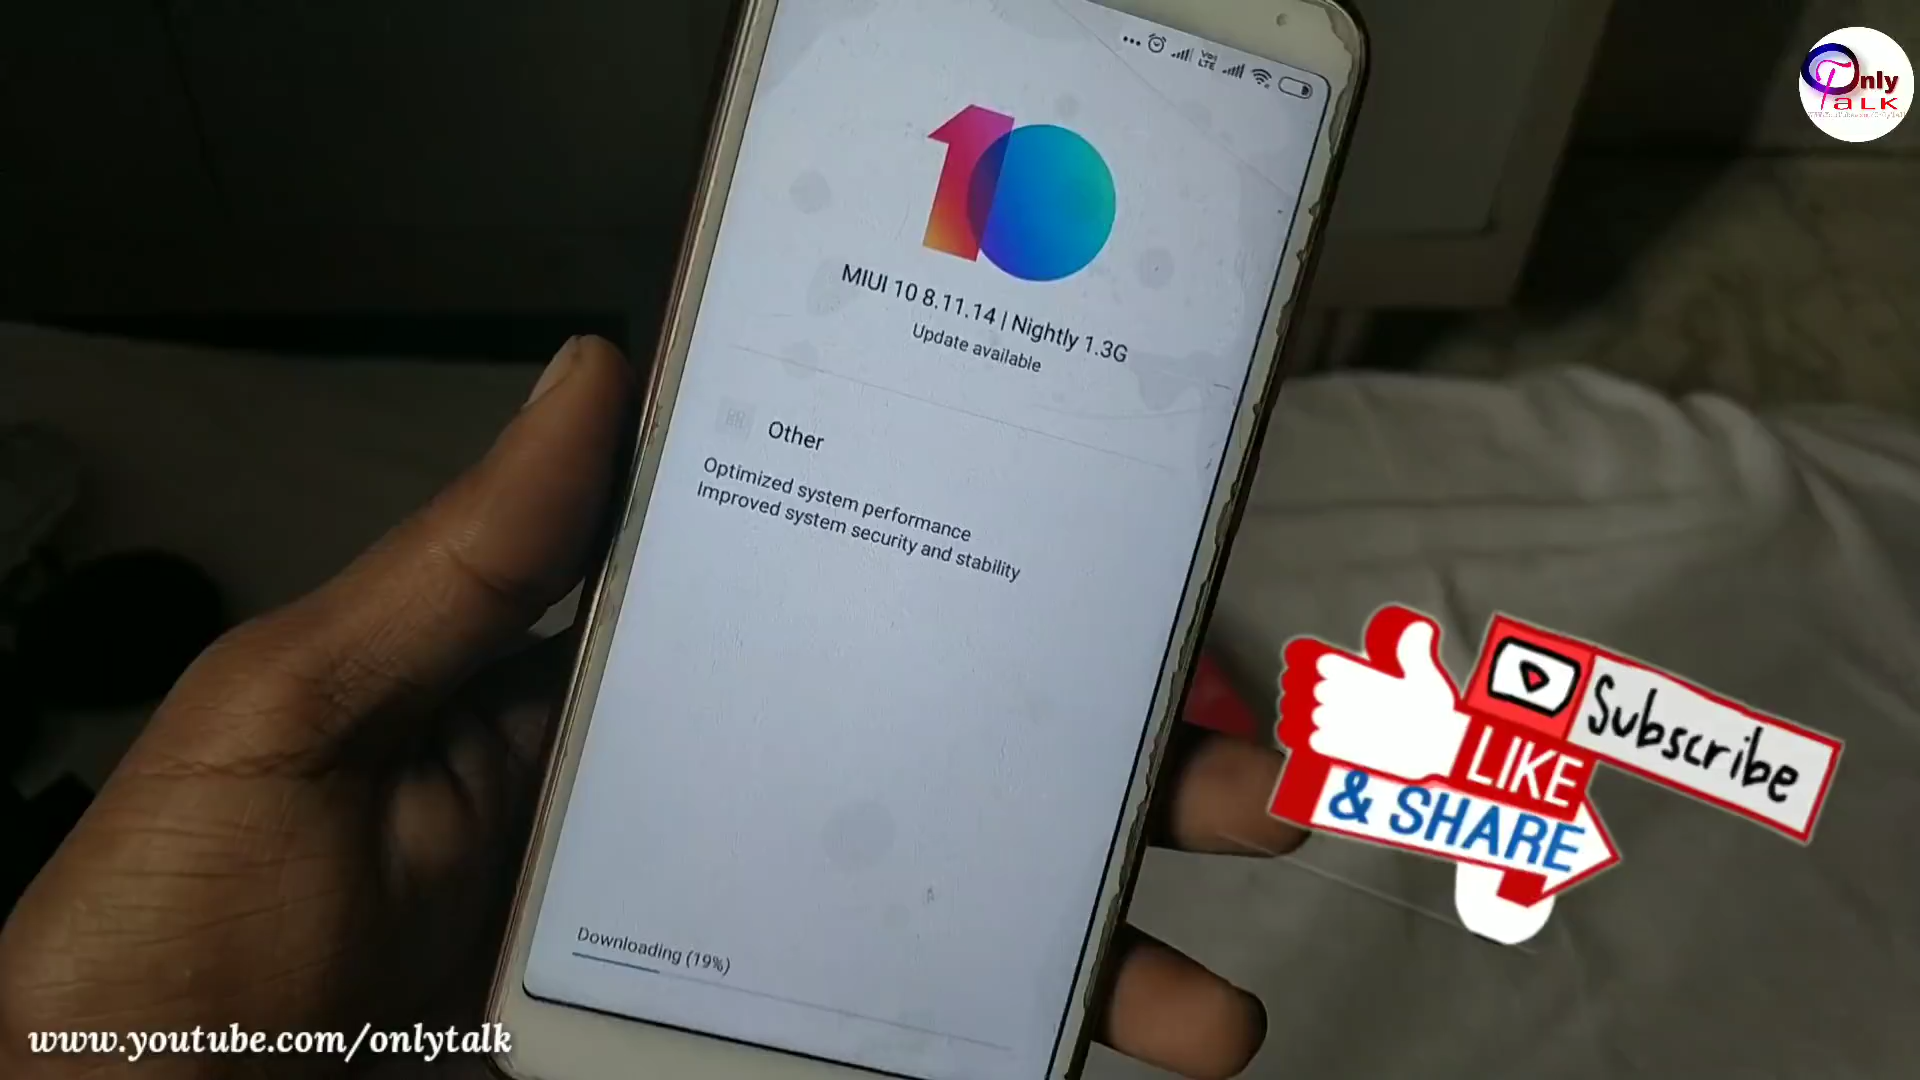 VoLTE
Only
TALK
MIUI 10 8.11.14 | Nightly 1.3G
Update available
Other
Optimized system performance
Improved system security and stability
Subscribe
LIKE
& SHARE
Downloading (19%)
www.youtube.com/onlytalk